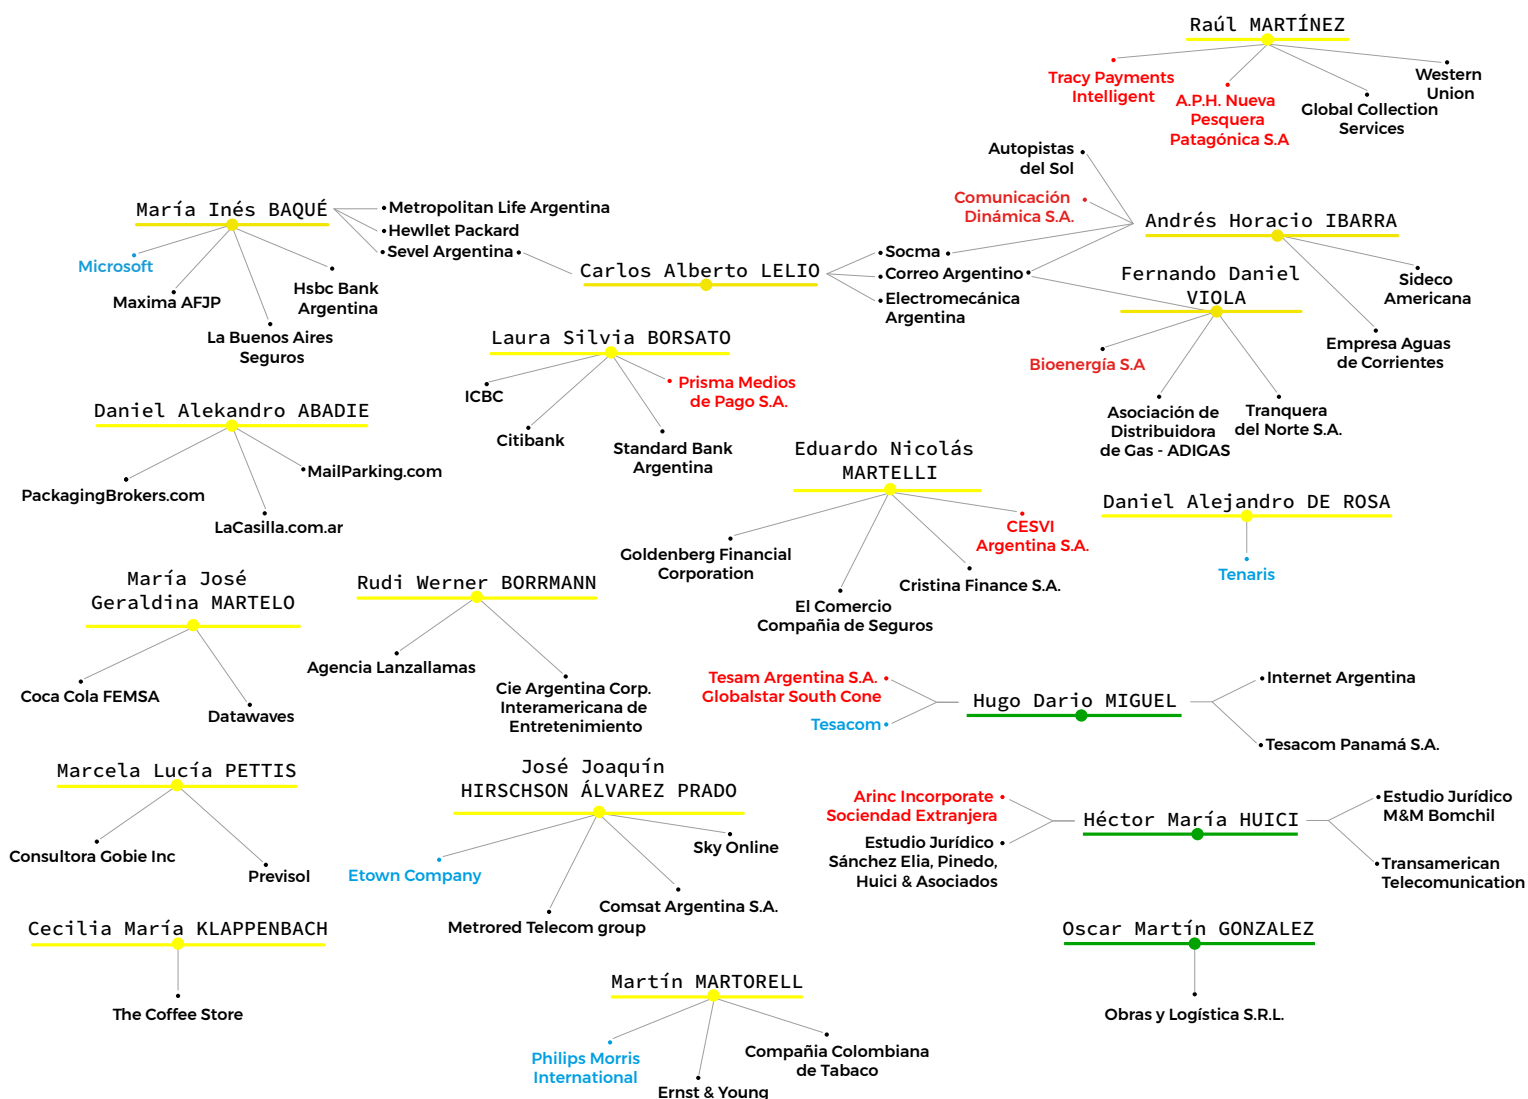 Raúl MARTÍNEZ
Tracy Payments
Intelligent
A.P.H. Nueva
Pesquera
Patagónica S.A
Global Collection
Services
Western
Union
Autopistas
del Sol
Comunicación
Dinámica S.A.
Andrés Horacio IBARRA
Sideco
Americana
Empresa Aguas
de Corrientes
María Inés BAQUÉ
Metropolitan Life Argentina
Hewllet Packard
Sevel Argentina
Microsoft
Maxima AFJP
La Buenos Aires
Seguros
Hsbc Bank
Argentina
Carlos Alberto LELIO
Socma
Correo Argentino
Electromecánica
Argentina
Fernando Daniel
VIOLA
Bioenergía S.A
Asociación de
Distribuidora
de Gas - ADIGAS
Tranquera
del Norte S.A.
Laura Silvia BORSATO
ICBC
Citibank
Standard Bank
Argentina
Prisma Medios
de Pago S.A.
Daniel Alekandro ABADIE
PackagingBrokers.com
LaCasilla.com.ar
MailParking.com
Eduardo Nicolás
MARTELLI
Goldenberg Financial
Corporation
El Comercio
Compañia de Seguros
Cristina Finance S.A.
CESVI
Argentina S.A.
Daniel Alejandro DE ROSA
Tenaris
María José
Geraldina MARTELO
Coca Cola FEMSA
Datawaves
Rudi Werner BORRMANN
Agencia Lanzallamas
Cie Argentina Corp.
Interamericana de
Entretenimiento
Tesam Argentina S.A.
Globalstar South Cone
Tesacom
Hugo Dario MIGUEL
Internet Argentina
Tesacom Panamá S.A.
Marcela Lucía PETTIS
Consultora Gobie Inc
Previsol
José Joaquín
HIRSCHSON ÁLVAREZ PRADO
Etown Company
Metrored Telecom group
Comsat Argentina S.A.
Sky Online
Arinc Incorporate
Sociendad Extranjera
Estudio Jurídico
Sánchez Elia, Pinedo,
Huici & Asociados
Héctor María HUICI
Estudio Jurídico
M&M Bomchil
Transamerican
Telecomunication
Cecilia María KLAPPENBACH
The Coffee Store
Martín MARTORELL
Philips Morris
International
Ernst & Young
Compañia Colombiana
de Tabaco
Oscar Martín GONZALEZ
Obras y Logística S.R.L.